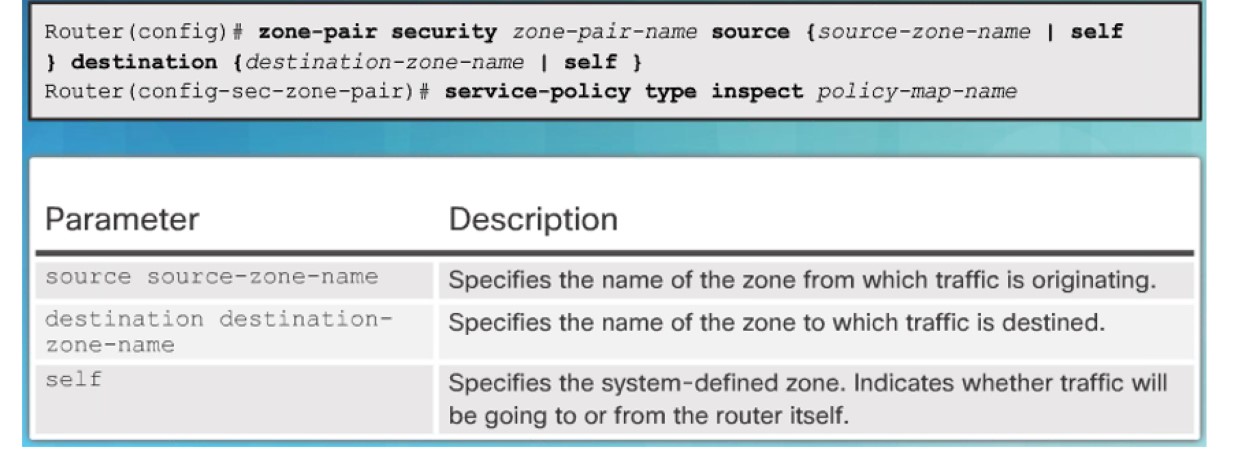 Router(config)# zone-pair security zone-pair-name source {source-zone-name | self
} destination {destination-zone-name | self }
Router(config-sec-zone-pair)# service-policy type inspect policy-map-name
Parameter Description
source source-zone-name Specifies the name of the zone from which traffic is originating.
destination destination- Specifies the name of the zone to which traffic is destined.
zone-name
self Specifies the system-defined zone. Indicates whether traffic will
be going to or from the router itself.